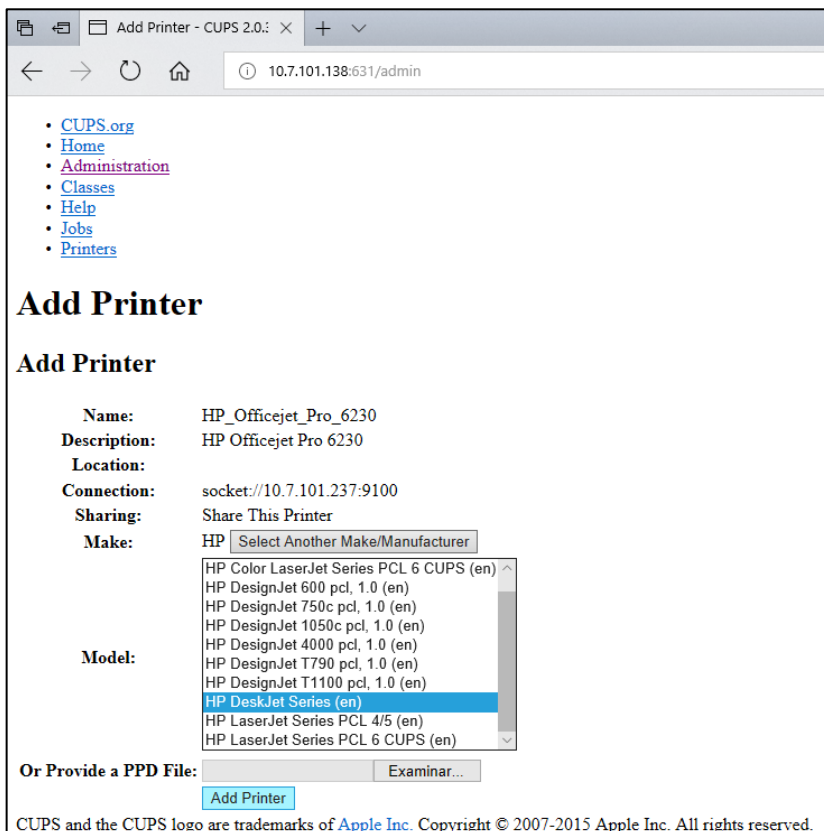 Add Printer - CUPS 2.0.3
10.7.101.138:631/admin
• CUPS.org
• Home
• Administration
• Classes
• Help
• Jobs
• Printers
Add Printer
Add Printer
Name: HP_Officejet_Pro_6230
Description: HP Officejet Pro 6230
Location:
Connection: socket://10.7.101.237:9100
Sharing: Share This Printer
Make: HP Select Another Make/Manufacturer
HP Color LaserJet Series PCL 6 CUPS (en)
HP DesignJet 600 pcl, 1.0 (en)
HP DesignJet 750c pcl, 1.0 (en)
HP DesignJet 1050c pcl, 1.0 (en)
HP DesignJet 4000 pcl, 1.0 (en)
HP DesignJet T790 pcl, 1.0 (en)
HP DesignJet T1100 pcl, 1.0 (en)
Model:
HP DeskJet Series (en)
HP LaserJet Series PCL 4/5 (en)
HP LaserJet Series PCL 6 CUPS (en)
Or Provide a PPD File: Examinar...
Add Printer
CUPS and the CUPS logo are trademarks of Apple Inc. Copyright © 2007-2015 Apple Inc. All rights reserved.